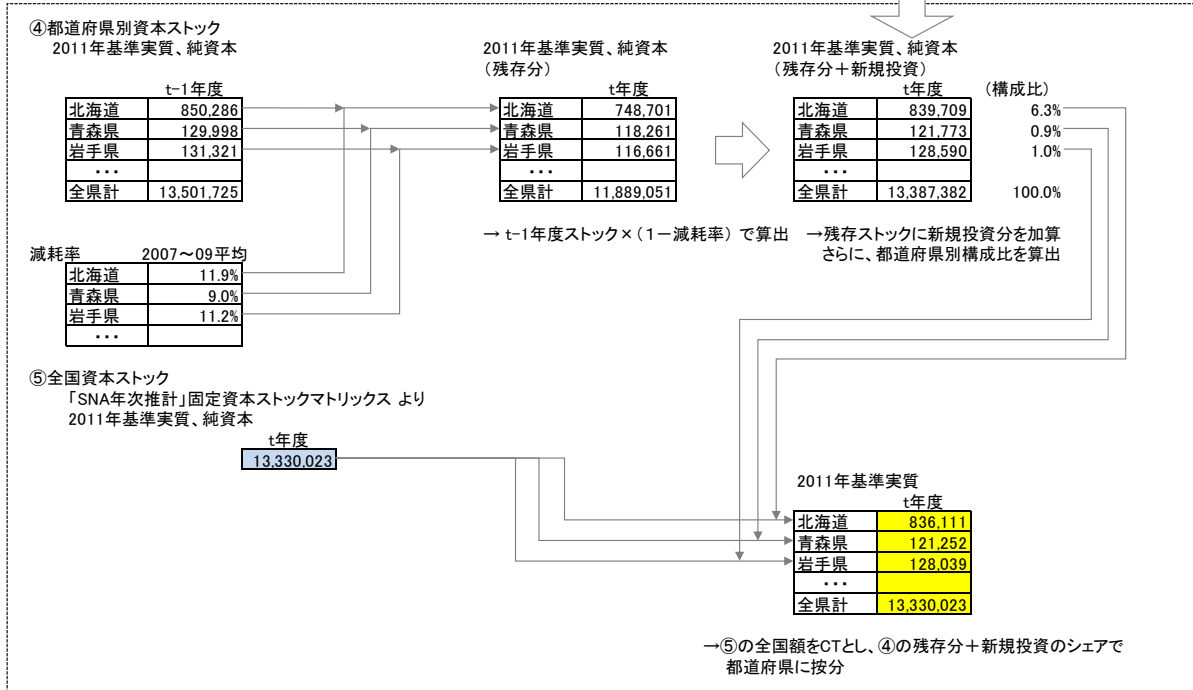 ④都道府県別資本ストック
2011年基準実質、純資本
t-1年度
北海道 850,286
青森県 129,998
岩手県 131,321
・・・
全県計 13,501,725
2011年基準実質、純資本
（残存分）
t年度
北海道 748,701
青森県 118,261
岩手県 116,661
・・・
全県計 11,889,051
→ t-1年度ストック×（1－減耗率）で算出
2011年基準実質、純資本
（残存分＋新規投資）
t年度 （構成比）
北海道 839,709 6.3%
青森県 121,773 0.9%
岩手県 128,590 1.0%
・・・
全県計 13,387,382 100.0%
→残存ストックに新規投資分を加算
さらに、都道府県別構成比を算出
減耗率 2007～09平均
北海道 11.9%
青森県 9.0%
岩手県 11.2%
・・・
⑤全国資本ストック
「SNA年次推計」固定資本ストックマトリックス より
2011年基準実質、純資本
t年度
13,330,023
2011年基準実質
t年度
北海道 836,111
青森県 121,252
岩手県 128,039
・・・
全県計 13,330,023
→⑤の全国額をCTとし、④の残存分＋新規投資のシェアで
都道府県に按分